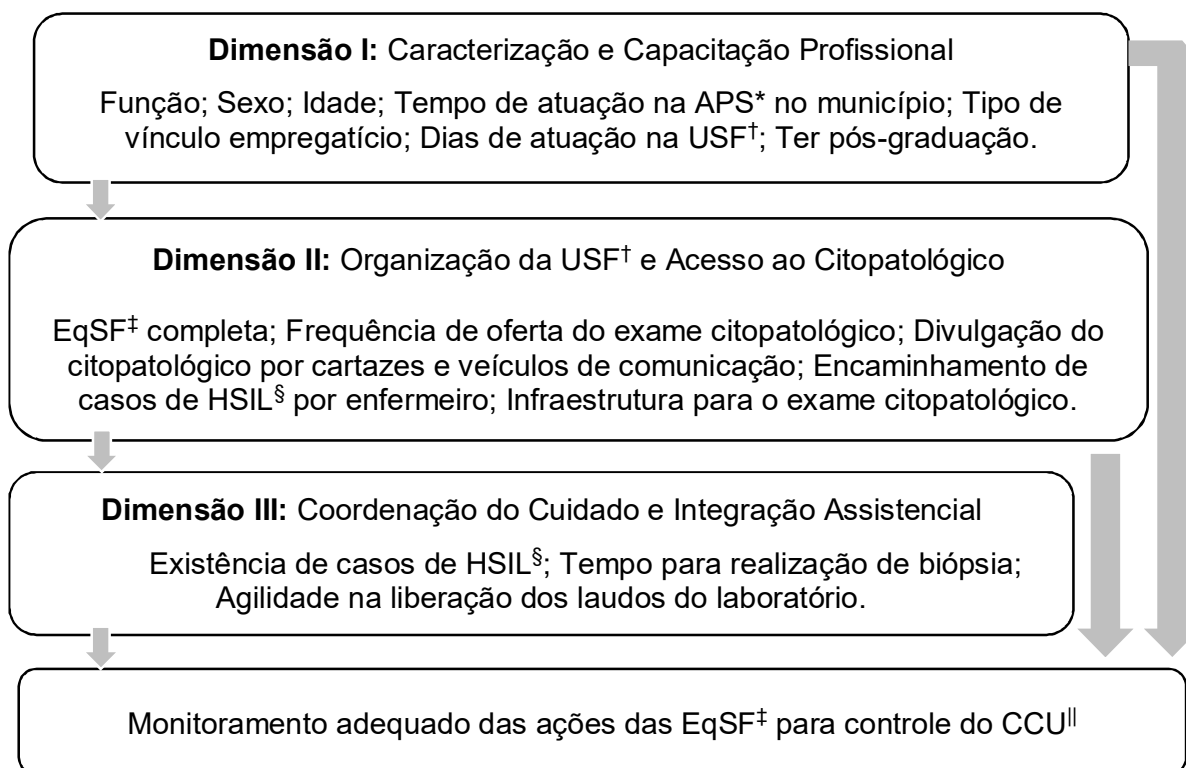 Dimensão I: Caracterização e Capacitação Profissional
Função; Sexo; Idade; Tempo de atuação na APS* no município; Tipo de
vínculo empregatício; Dias de atuação na USF†; Ter pós-graduação.
Dimensão II: Organização da USF† e Acesso ao Citopatológico
EqSF‡ completa; Frequência de oferta do exame citopatológico; Divulgação do
citopatológico por cartazes e veículos de comunicação; Encaminhamento de
casos de HSIL§ por enfermeiro; Infraestrutura para o exame citopatológico.
Dimensão III: Coordenação do Cuidado e Integração Assistencial
Existência de casos de HSIL§; Tempo para realização de biópsia;
Agilidade na liberação dos laudos do laboratório.
Monitoramento adequado das ações das EqSF‡ para controle do CCU||